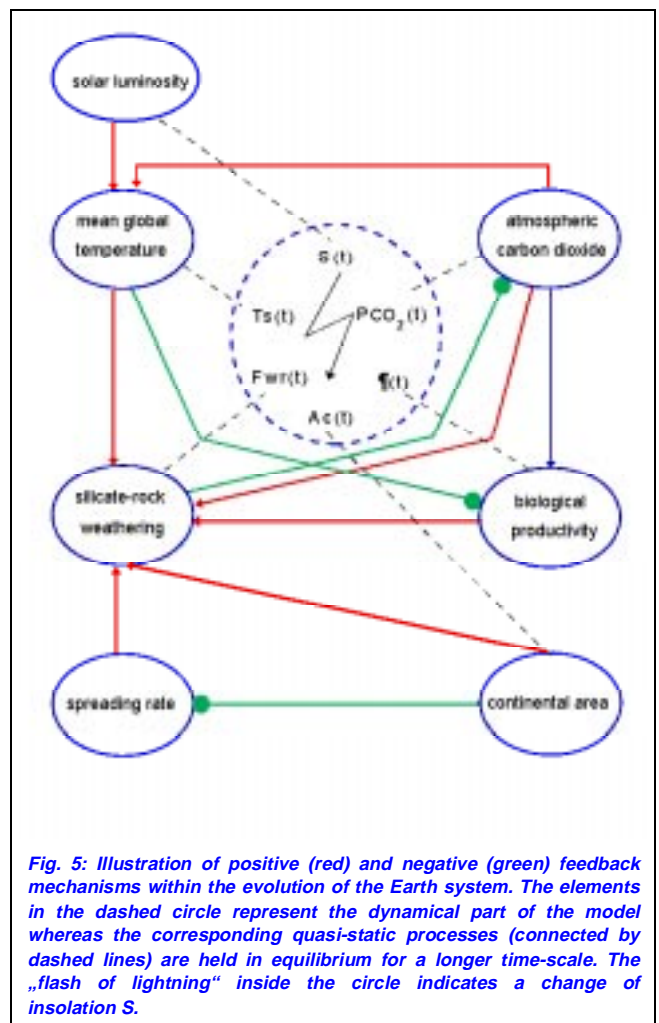 solar luminosity
mean global
temperature
atmospheric
carbon dioxide
S(t)
Ts(t)
PCO₂(t)
Fwr(t)
¶(t)
Ac(t)
silicate-rock
weathering
biological
productivity
spreading rate
continental area
Fig. 5: Illustration of positive (red) and negative (green) feedback
mechanisms within the evolution of the Earth system. The elements
in the dashed circle represent the dynamical part of the model
whereas the corresponding quasi-static processes (connected by
dashed lines) are held in equilibrium for a longer time-scale. The
„flash of lightning“ inside the circle indicates a change of
insolation S.